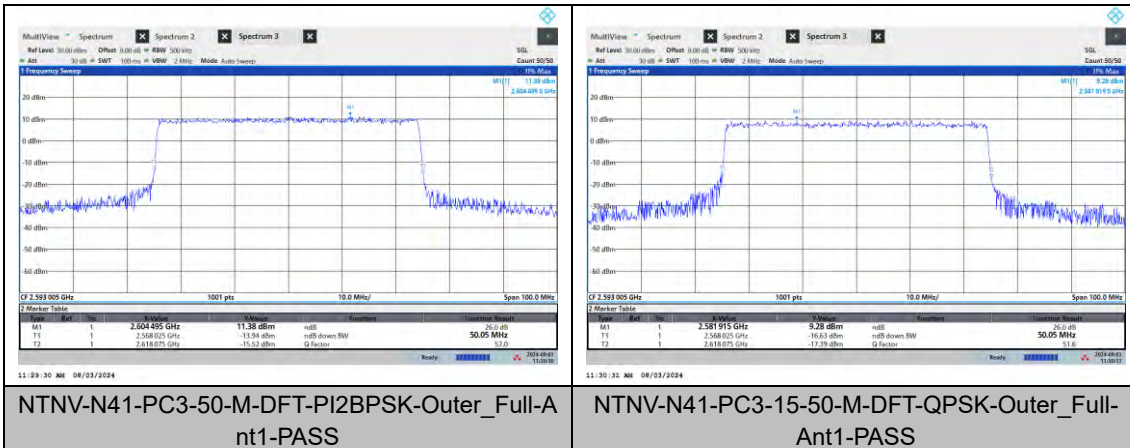 MultiView Spectrum Spectrum 2 Spectrum 3
Ref Level 30.00 dBm Offset 9.00 dB RBW 500 kHz SGL
Att 30 dB SWT 100 ms VBW 2 MHz Mode Auto Sweep Count 50/50
1 Frequency Sweep 1Pk Max
M1[1] 11.38 dBm
2.604 495 0 GHz
M1
20 dBm
10 dBm
0 dBm
-10 dBm
-20 dBm
-30 dBm
-40 dBm
-50 dBm
-60 dBm
CF 2.593 005 GHz 1001 pts 10.0 MHz/ Span 100.0 MHz
2 Marker Table
Type Ref Trc X-Value Y-Value Function Function Result
M1 1 2.604 495 GHz 11.38 dBm ndB 26.0 dB
T1 1 2.568 025 GHz -13.94 dBm ndB down BW 50.05 MHz
T2 1 2.618 075 GHz -15.52 dBm Q Factor 52.0
Ready 2024-08-03
11:29:30 AM 08/03/2024
NTNV-N41-PC3-50-M-DFT-PI2BPSK-Outer_Full-A
nt1-PASS
MultiView Spectrum Spectrum 2 Spectrum 3
Ref Level 30.00 dBm Offset 9.00 dB RBW 500 kHz SGL
Att 30 dB SWT 100 ms VBW 2 MHz Mode Auto Sweep Count 50/50
1 Frequency Sweep 1Pk Max
M1[1] 9.28 dBm
2.581 915 0 GHz
M1
20 dBm
10 dBm
0 dBm
-10 dBm
-20 dBm
-30 dBm
-40 dBm
-50 dBm
-60 dBm
CF 2.593 005 GHz 1001 pts 10.0 MHz/ Span 100.0 MHz
2 Marker Table
Type Ref Trc X-Value Y-Value Function Function Result
M1 1 2.581 915 GHz 9.28 dBm ndB 26.0 dB
T1 1 2.568 025 GHz -16.63 dBm ndB down BW 50.05 MHz
T2 1 2.618 075 GHz -17.39 dBm Q Factor 51.6
Ready 2024-08-03
11:30:31 AM 08/03/2024
NTNV-N41-PC3-15-50-M-DFT-QPSK-Outer_Full-
Ant1-PASS